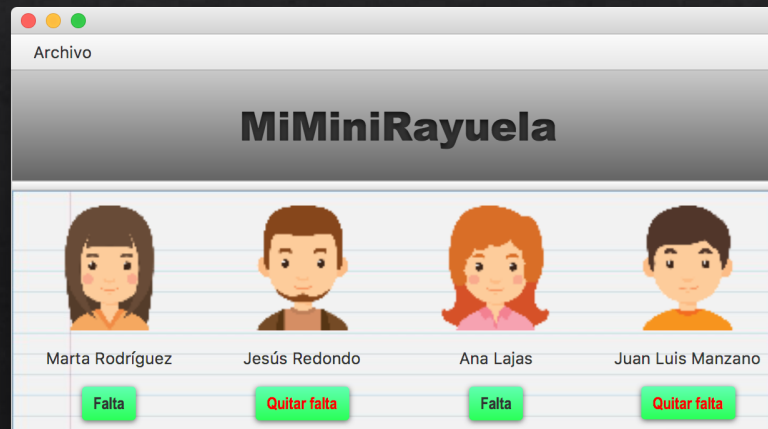 Archivo
MiMiniRayuela
Marta Rodríguez
Jesús Redondo
Ana Lajas
Juan Luis Manzano
Falta
Quitar falta
Falta
Quitar falta